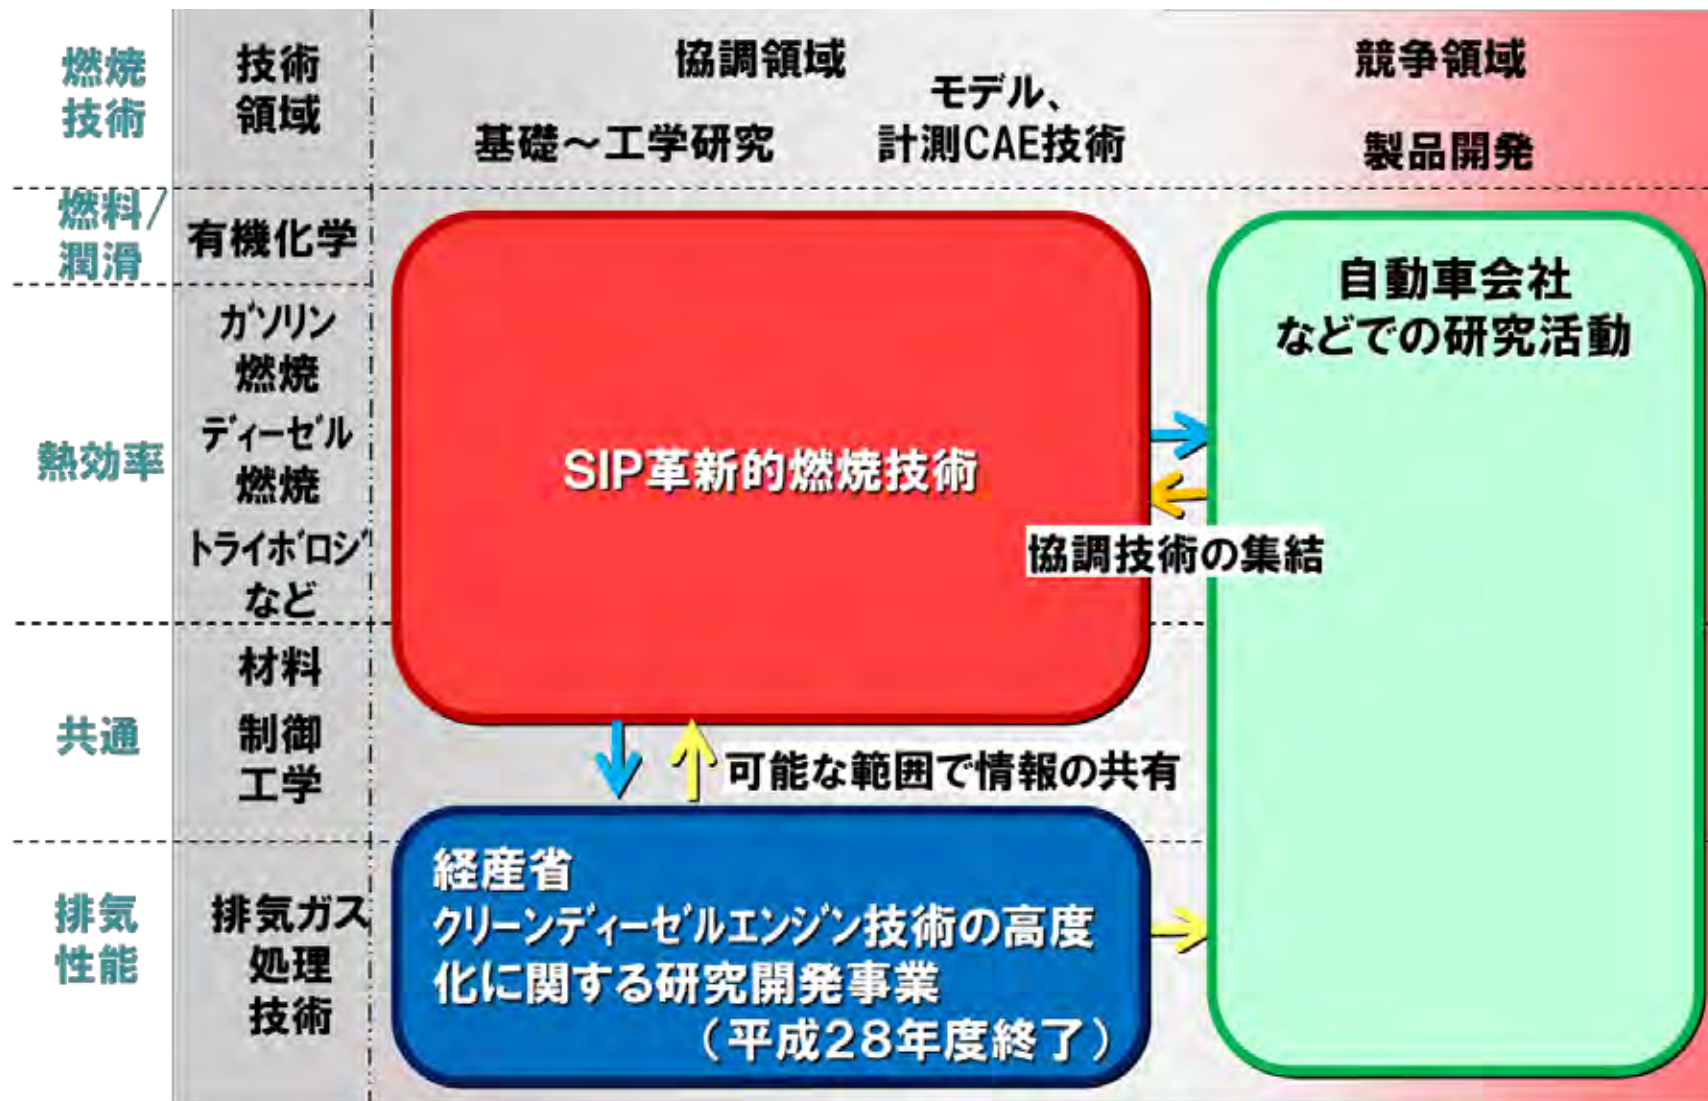 燃焼
技術
技術
領域
協調領域
基礎～工学研究
モデル、
計測CAE技術
競争領域
製品開発
燃料/
潤滑
有機化学
熱効率
ガソリン
燃焼
ディーゼル
燃焼
トライボロジ
など
共通
材料
制御
工学
排気
性能
排気ガス
処理
技術
SIP革新的燃焼技術
自動車会社
などでの研究活動
協調技術の集結
可能な範囲で情報の共有
経産省
クリーンディーゼルエンジン技術の高度
化に関する研究開発事業
（平成28年度終了）